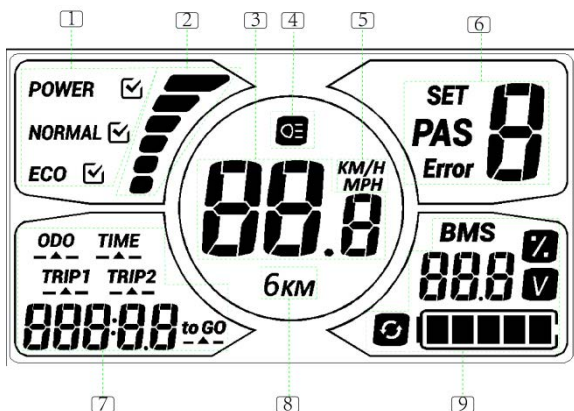 1 2 3 4 5 6
POWER
NORMAL
ECO
KM/H
MPH
88.8
6KM
SET
PAS
Error
8
ODO TIME
TRIP1 TRIP2
888:8.8 to GO
BMS
88.8 % V
7 8 9